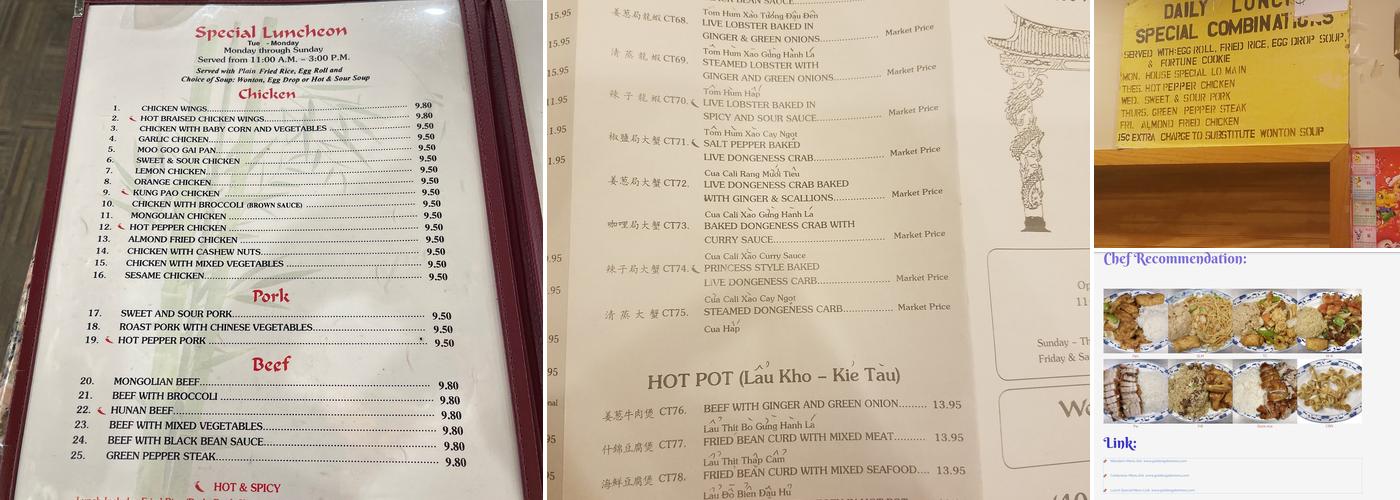 Special Luncheon
Tue - Monday
Monday through Sunday
Served from 11:00 A.M. – 3:00 P.M.
Served with Plain Fried Rice, Egg Roll and
Choice of Soup: Wonton, Egg Drop or Hot & Sour Soup
Chicken
1. CHICKEN WINGS 9.80
2. HOT BRAISED CHICKEN WINGS 9.80
3. CHICKEN WITH BABY CORN AND VEGETABLES 9.50
4. GARLIC CHICKEN 9.50
5. MOO GOO GAI PAN 9.50
6. SWEET & SOUR CHICKEN 9.50
7. LEMON CHICKEN 9.50
8. ORANGE CHICKEN 9.50
9. KUNG PAO CHICKEN 9.50
10. CHICKEN WITH BROCCOLI (BROWN SAUCE) 9.50
11. MONGOLIAN CHICKEN 9.50
12. HOT PEPPER CHICKEN 9.50
13. ALMOND FRIED CHICKEN 9.50
14. CHICKEN WITH CASHEW NUTS 9.50
15. CHICKEN WITH MIXED VEGETABLES 9.50
16. SESAME CHICKEN 9.50
Pork
17. SWEET AND SOUR PORK 9.50
18. ROAST PORK WITH CHINESE VEGETABLES 9.50
19. HOT PEPPER PORK 9.50
Beef
20. MONGOLIAN BEEF 9.80
21. BEEF WITH BROCCOLI 9.80
22. HUNAN BEEF 9.80
23. BEEF WITH MIXED VEGETABLES 9.80
24. BEEF WITH BLACK BEAN SAUCE 9.80
25. GREEN PEPPER STEAK 9.80
HOT & SPICY
15.95
15.95
11.95
1.95
95
95
95
BEAN SAUCE
Tôm Hum Xào Tương Đậu Đen
姜葱局龍蝦 CT68. LIVE LOBSTER BAKED IN
GINGER & GREEN ONIONS Market Price
Tôm Hùm Xào Gừng Hành Lá
清蒸龍蝦 CT69. STEAMED LOBSTER WITH
GINGER AND GREEN ONIONS Market Price
Tôm Hùm Hấp
辣子龍蝦 CT70. LIVE LOBSTER BAKED IN
SPICY AND SOUR SAUCE Market Price
Tôm Hùm Xào Cay Ngọt
椒鹽局大蟹 CT71. SALT PEPPER BAKED
LIVE DONGENESS CRAB Market Price
Cua Cali Rang Muối Tiêu
姜葱局大蟹 CT72. LIVE DONGENESS CRAB BAKED
WITH GINGER & SCALLIONS Market Price
Cua Cali Xào Gừng Hành Lá
咖哩局大蟹 CT73. BAKED DONGENESS CRAB WITH
CURRY SAUCE Market Price
Cua Cali Xào Curry Sauce
辣子局大蟹 CT74. PRINCESS STYLE BAKED
LIVE DONGENESS CARB Market Price
Cua Cali Xào Cay Ngọt
清蒸大蟹 CT75. STEAMED DONGENESS CARB Market Price
Cua Hấp
HOT POT (Lẩu Kho – Kie Tau)
姜葱牛肉煲 CT76. BEEF WITH GINGER AND GREEN ONION 13.95
Lẩu Thịt Bò Gừng Hành Lá
什錦豆腐煲 CT77. FRIED BEAN CURD WITH MIXED MEAT 13.95
Lẩu Thịt Thập Cẩm
海鮮豆腐煲 CT78. FRIED BEAN CURD WITH MIXED SEAFOOD 13.95
Lẩu Đồ Biển Đậu Hủ
Op
11:
Sunday – Th
Friday & Sa
DAILY LUNCH
SPECIAL COMBINATIONS
SERVED WITH:EGG ROLL, FRIED RICE, EGG DROP SOUP,
& FORTUNE COOKIE
MON. HOUSE SPECIAL LO MAIN
THES. HOT PEPPER CHICKEN
WED. SWEET & SOUR PORK
THURS. GREEN PEPPER STEAK
FRI. ALMOND FRIED CHICKEN
15¢ EXTRA CHARGE TO SUBSTITUTE WONTON SOUP
Chef Recommendation:
Link: